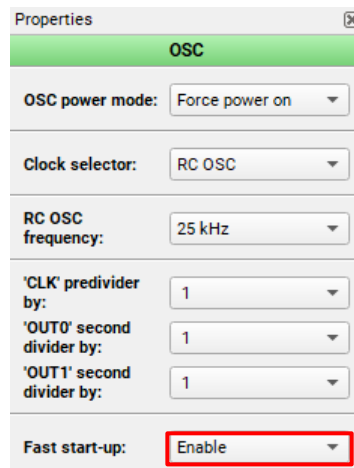 Properties
OSC
OSC power mode: Force power on
Clock selector: RC OSC
RC OSC
frequency: 25 kHz
'CLK' predivider
by: 1
'OUT0' second
divider by: 1
'OUT1' second
divider by: 1
Fast start-up: Enable